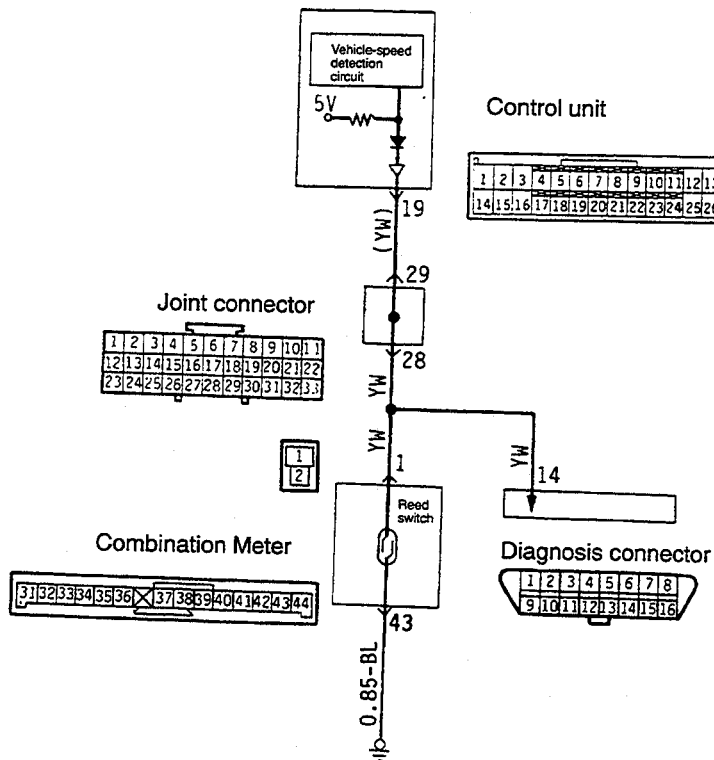 Vehicle-speed
detection
circuit
5V
Control unit
1 2 3 4 5 6 7 8 9 10 11 12
14 15 16 17 18 19 20 21 22 23 24 25
19
(YW)
29
Joint connector
1 2 3 4 5 6 7 8 9 10 11
12 13 14 15 16 17 18 19 20 21 22
23 24 25 26 27 28 29 30 31 32 33
28
YW
YW
1
2
1
YW
14
Reed
switch
Combination Meter
31 32 33 34 35 36 37 38 39 40 41 42 43 44
Diagnosis connector
1 2 3 4 5 6 7 8
9 10 11 12 13 14 15 16
43
0.85-BL